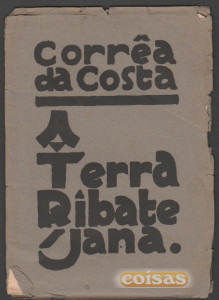 Corrêa
da Costa
A
Terra
Ribate
jana.
coisas